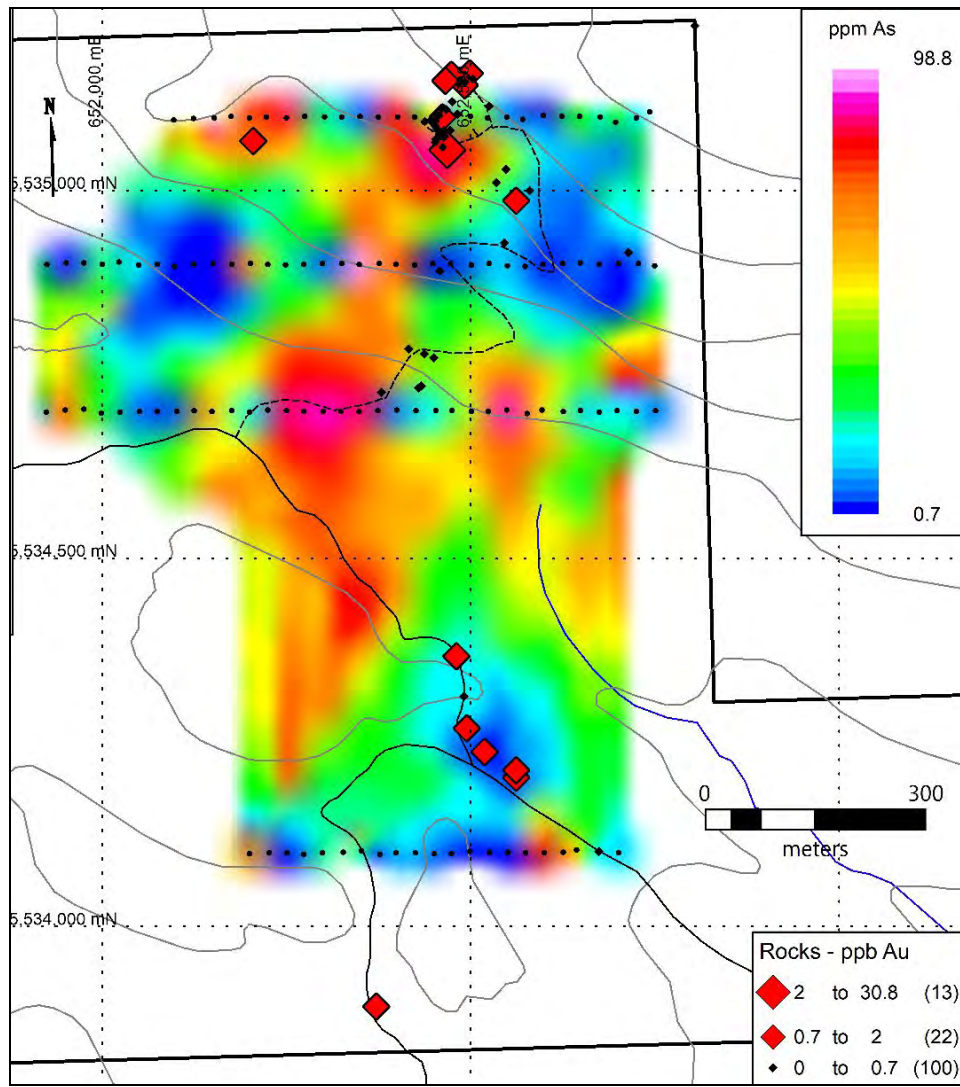 ppm As
98.8
0.7
652,000 mE
mE
N
5,535,000 mN
5,534,500 mN
5,534,000 mN
0 300
meters
Rocks - ppb Au
2 to 30.8 (13)
0.7 to 2 (22)
0 to 0.7 (100)